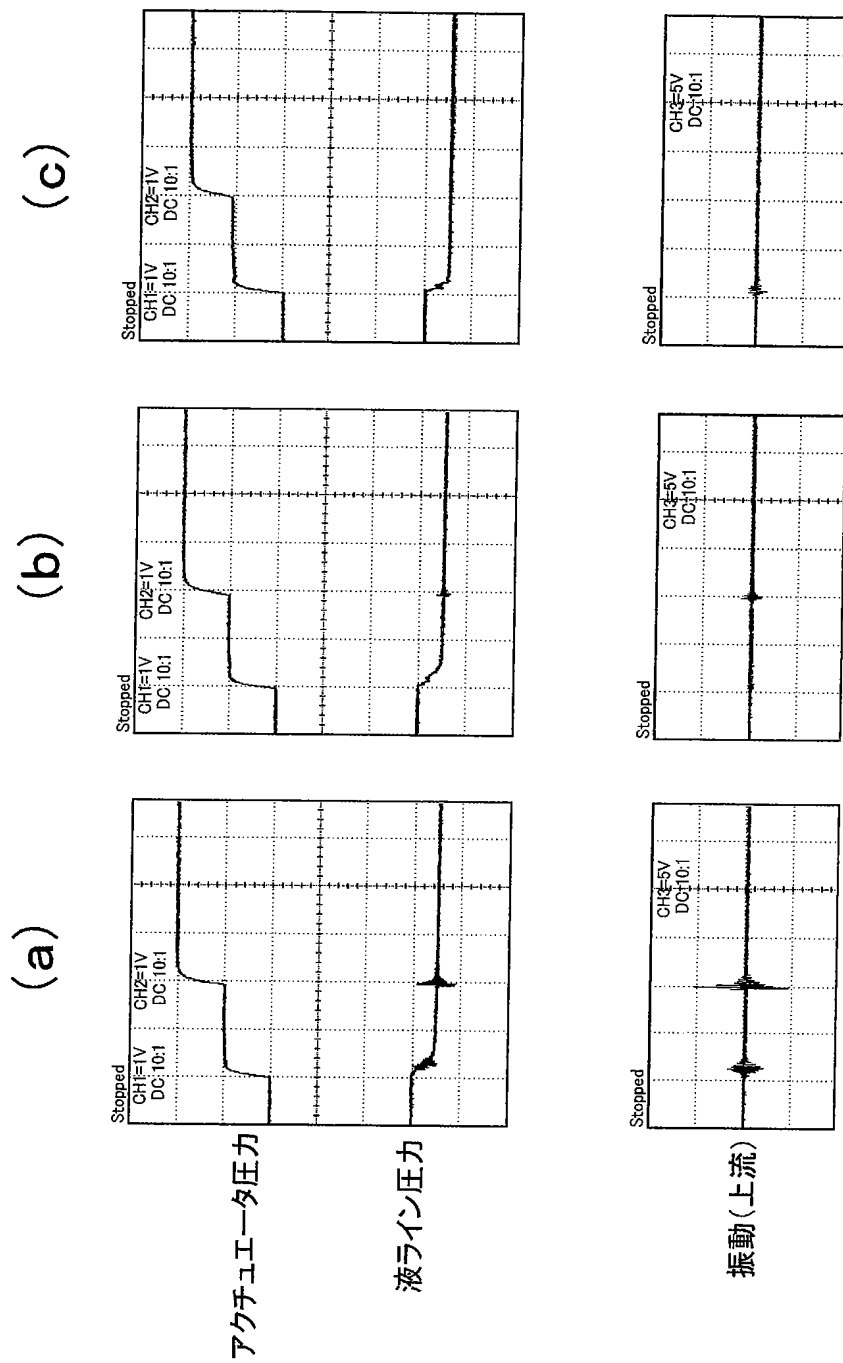 (a)
(b)
(c)
アクチュエータ圧力
Stopped
CH1=1V
DC:10:1
CH2=1V
DC:10:1
Stopped
CH1=1V
DC:10:1
CH2=1V
DC:10:1
Stopped
CH1=1V
DC:10:1
CH2=1V
DC:10:1
液ライン圧力
振動(上流)
Stopped
CH3=5V
DC:10:1
Stopped
CH3=5V
DC:10:1
Stopped
CH3=5V
DC:10:1